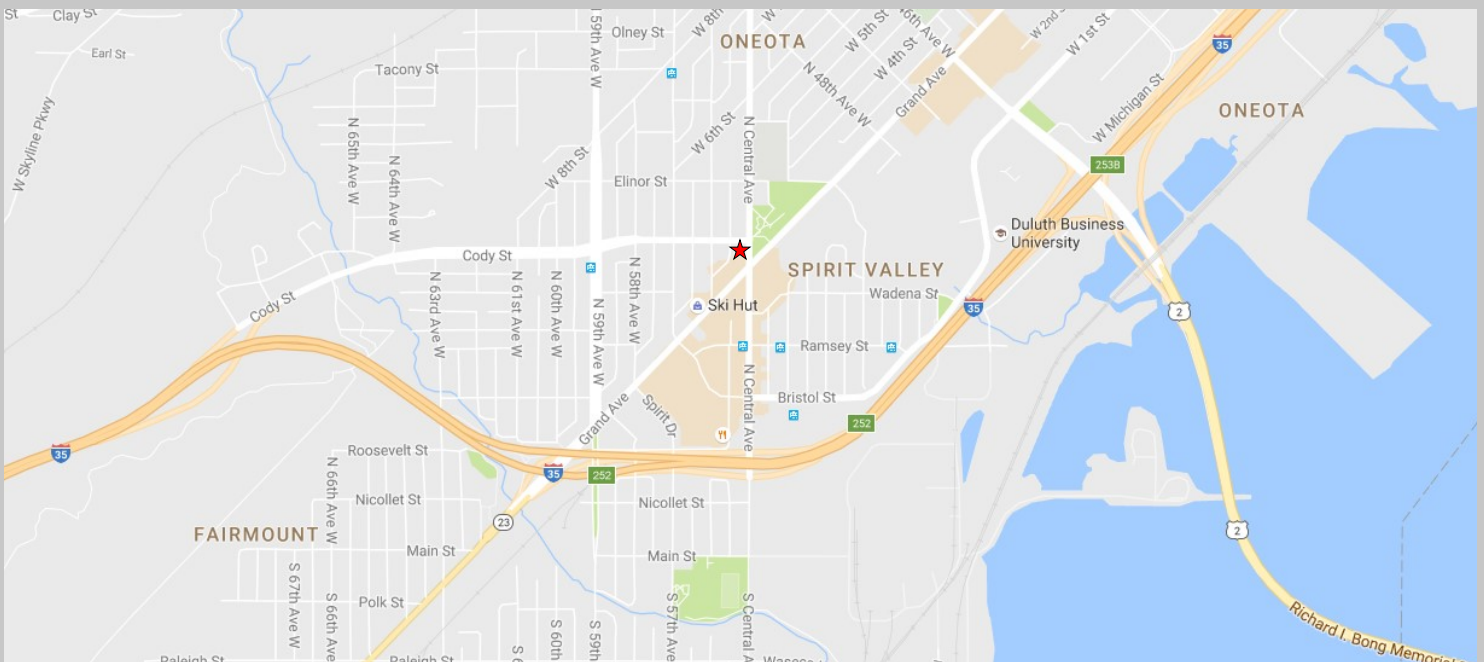 St
Clay St
Earl St
W Skyline Pkwy
Tacony St
N 65th Ave W
N 64th Ave W
N 59th Ave W
Olney St
W 8th S
ONEOTA
W 5th St
W 4th St
46th Ave W
W 2nd S
W 1st St
35
N 48th Ave W
Grand Ave
W Michigan St
ONEOTA
253B
W 6th St
N Central Ave
W 8th St
Elinor St
Cody St
Duluth Business
University
SPIRIT VALLEY
Wadena St
35
2
Cody St
N 63rd Ave W
N 61st Ave W
N 60th Ave W
N 59th Ave W
N 58th Ave W
Ski Hut
Ramsey St
N Central Ave
Bristol St
Spirit Dr
Grand Ave
252
35
Roosevelt St
35
252
N 66th Ave W
Nicollet St
Nicollet St
23
FAIRMOUNT
Main St
Main St
2
S 67th Ave W
S 66th Ave W
Polk St
S 60th
S 59th
S 57th Ave
S Central A
Richard I. Bong Memorial
Raleigh St
Raleigh St